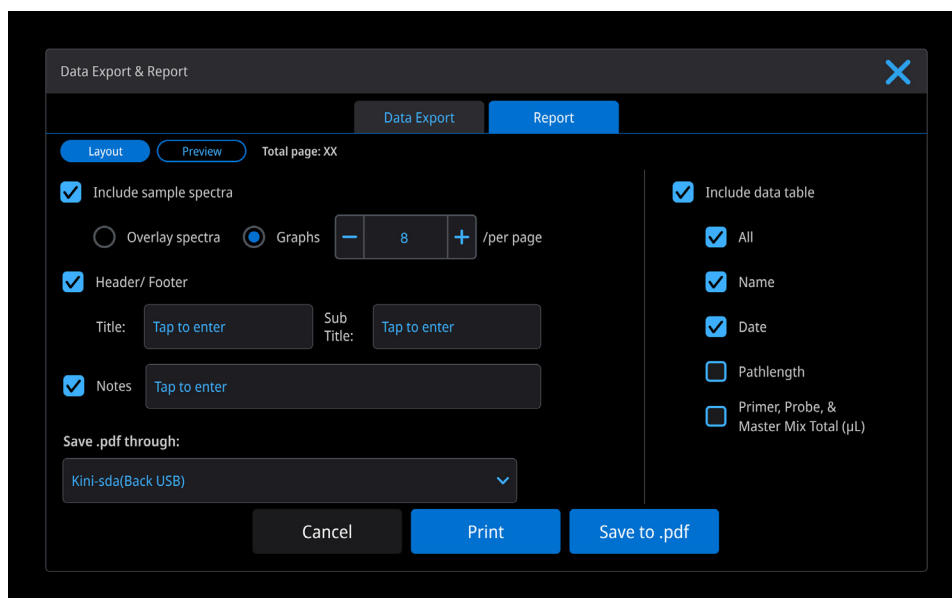 Data Export & Report
Data Export
Report
Layout
Preview
Total page: XX
Include sample spectra
Overlay spectra
Graphs
8
/per page
Header/ Footer
Title:
Tap to enter
Sub
Title:
Tap to enter
Notes
Tap to enter
Save .pdf through:
Kini-sda(Back USB)
Include data table
All
Name
Date
Pathlength
Primer, Probe, &
Master Mix Total (µL)
Cancel
Print
Save to .pdf